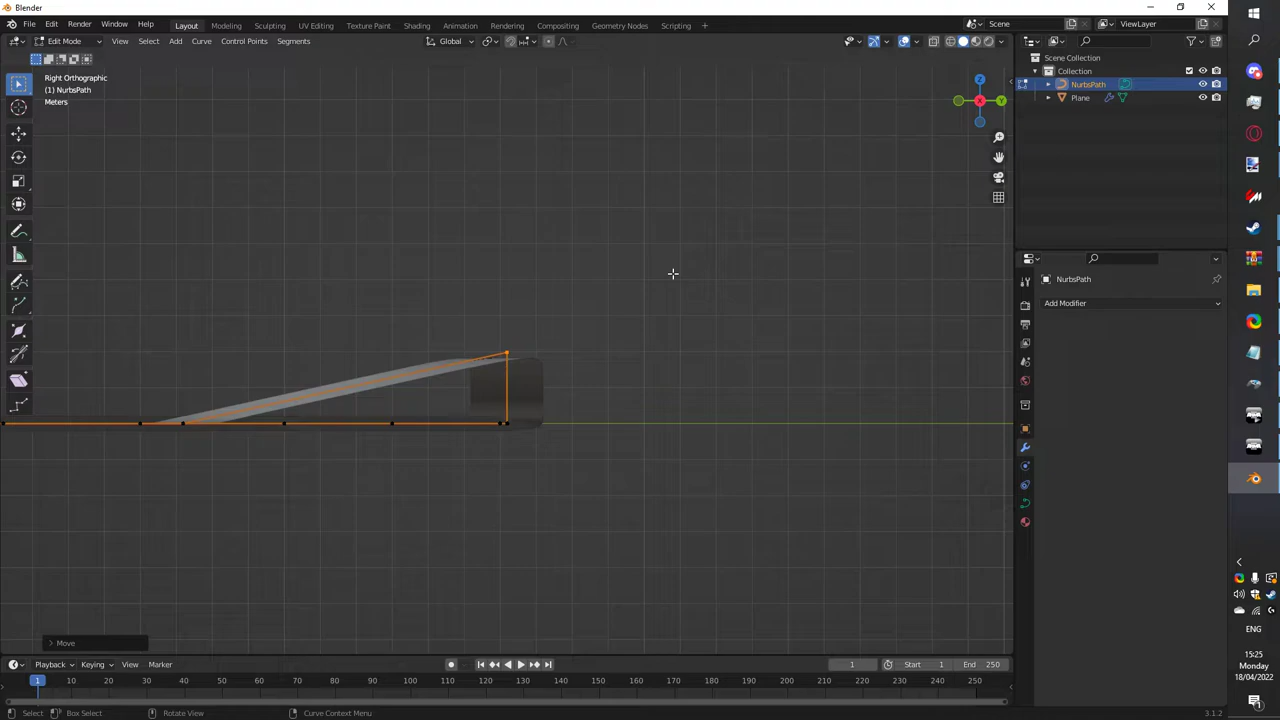 Blender
File Edit Render Window Help Layout Modeling Sculpting UV Editing Texture Paint Shading Animation Rendering Compositing Geometry Nodes Scripting + Scene ViewLayer
Edit Mode View Select Add Curve Control Points Segments Global
Right Orthographic
(1) NurbsPath
Meters
Z
X
Y
Scene Collection
Collection
NurbsPath
Plane
NurbsPath
Add Modifier
> Move
Playback Keying View Marker 1 Start 1 End 250
1 10 20 30 40 50 60 70 80 90 100 110 120 130 140 150 160 170 180 190 200 210 220 230 240 250
Select Box Select Rotate View Curve Context Menu 3.1.2
ENG
15:25
Monday
18/04/2022